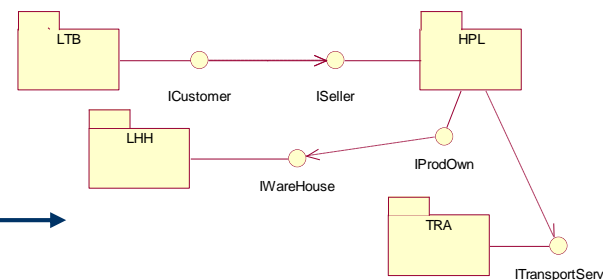 LTB
HPL
ICustomer
ISeller
LHH
IProdOwn
IWareHouse
TRA
ITransportServ